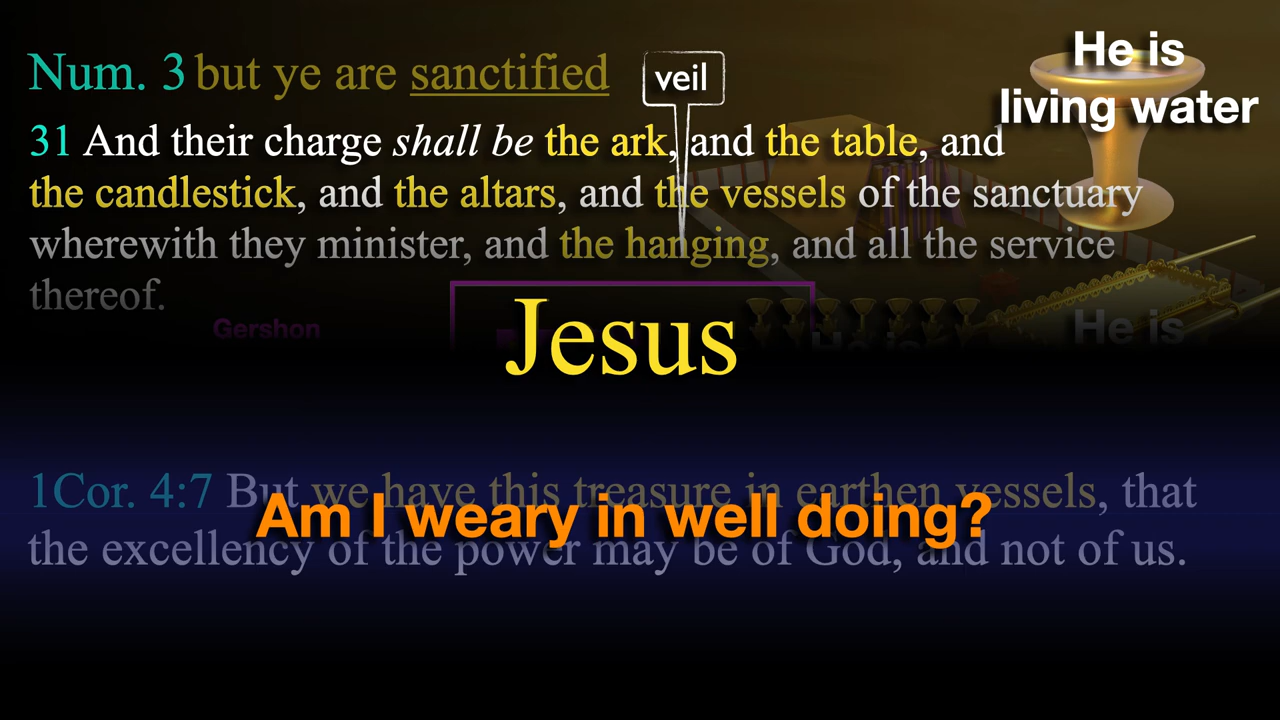 Num. 3 but ye are sanctified
veil
He is
living water
31 And their charge shall be the ark, and the table, and
the candlestick, and the altars, and the vessels of the sanctuary
wherewith they minister, and the hanging, and all the service
thereof.
Gershon
He is
He is
Jesus
1Cor. 4:7 But we have this treasure in earthen vessels, that
Am I weary in well doing?
the excellency of the power may be of God, and not of us.